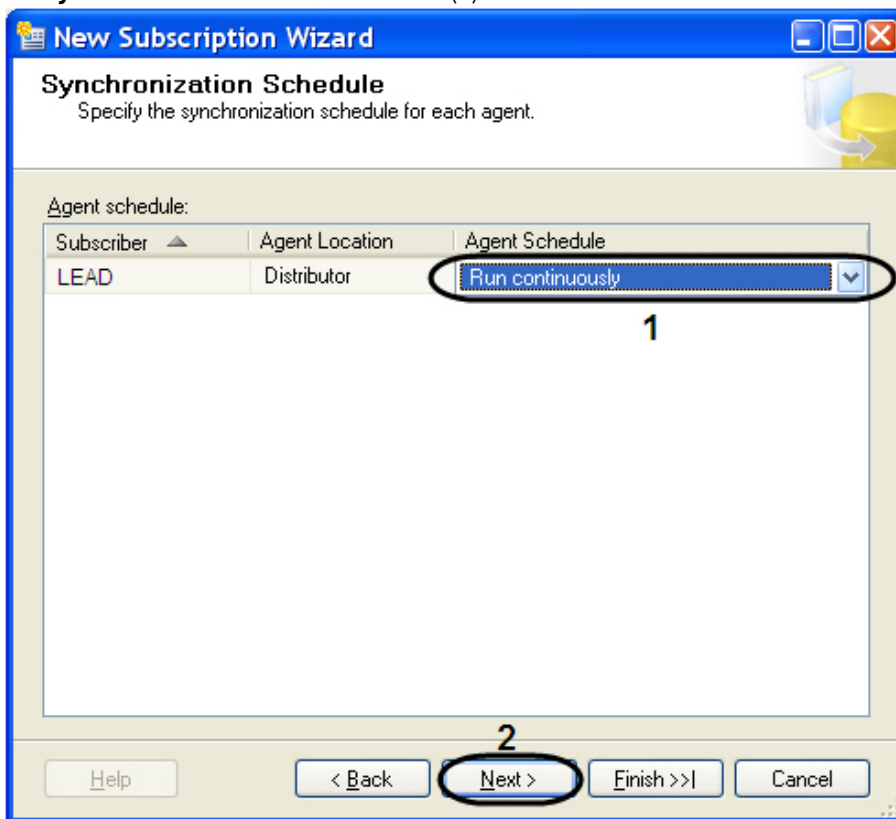 New Subscription Wizard
Synchronization Schedule
Specify the synchronization schedule for each agent.
Agent schedule:
Subscriber Agent Location Agent Schedule
LEAD Distributor Run continuously
1
2
Help < Back Next > Finish >>| Cancel